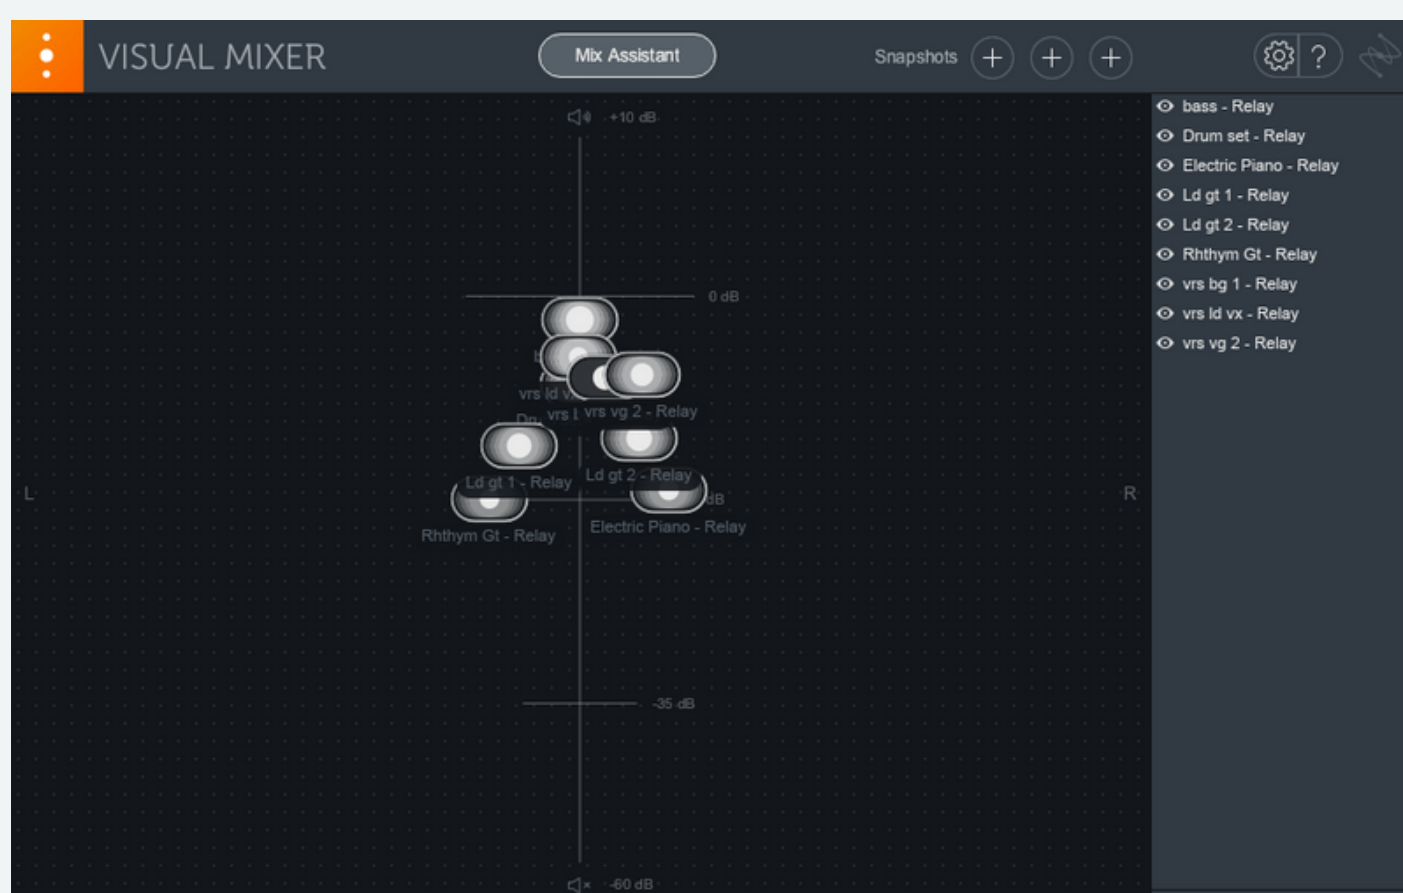 VISUAL MIXER
Mix Assistant
Snapshots
?
+10 dB
0 dB
vrs ld
vrs vg 2 - Relay
Ld gt 1 - Relay
Ld gt 2 - Relay
L
R
dB
Rhthym Gt - Relay
Electric Piano - Relay
-35 dB
-60 dB
bass - Relay
Drum set - Relay
Electric Piano - Relay
Ld gt 1 - Relay
Ld gt 2 - Relay
Rhthym Gt - Relay
vrs bg 1 - Relay
vrs ld vx - Relay
vrs vg 2 - Relay